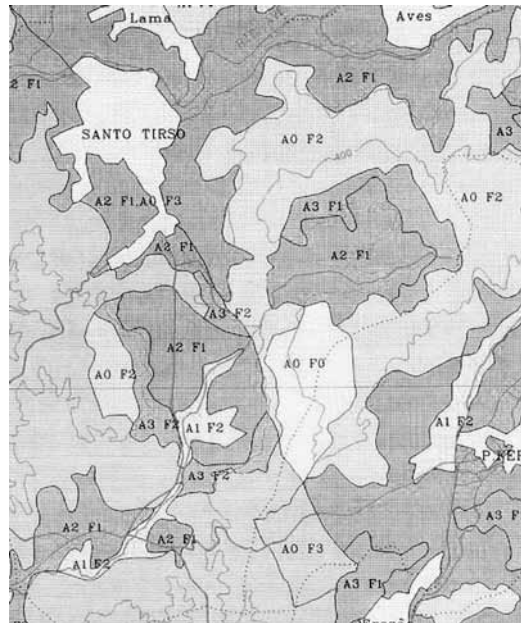 Lama
Aves
A2 F1
A2 F1
SANTO TIRSO
A0 F2
A3
400
A2 F1,A0 F3
A3 F1
A0 F2
A2 F1
A2 F1
A3 F2
A2 F1
A0 F2
A0 F0
A3 F2
A1 F2
A1 F2
A3 F2
A2 F1
A3 F
A2 F1
A0 F3
A1 F2
A3 F1